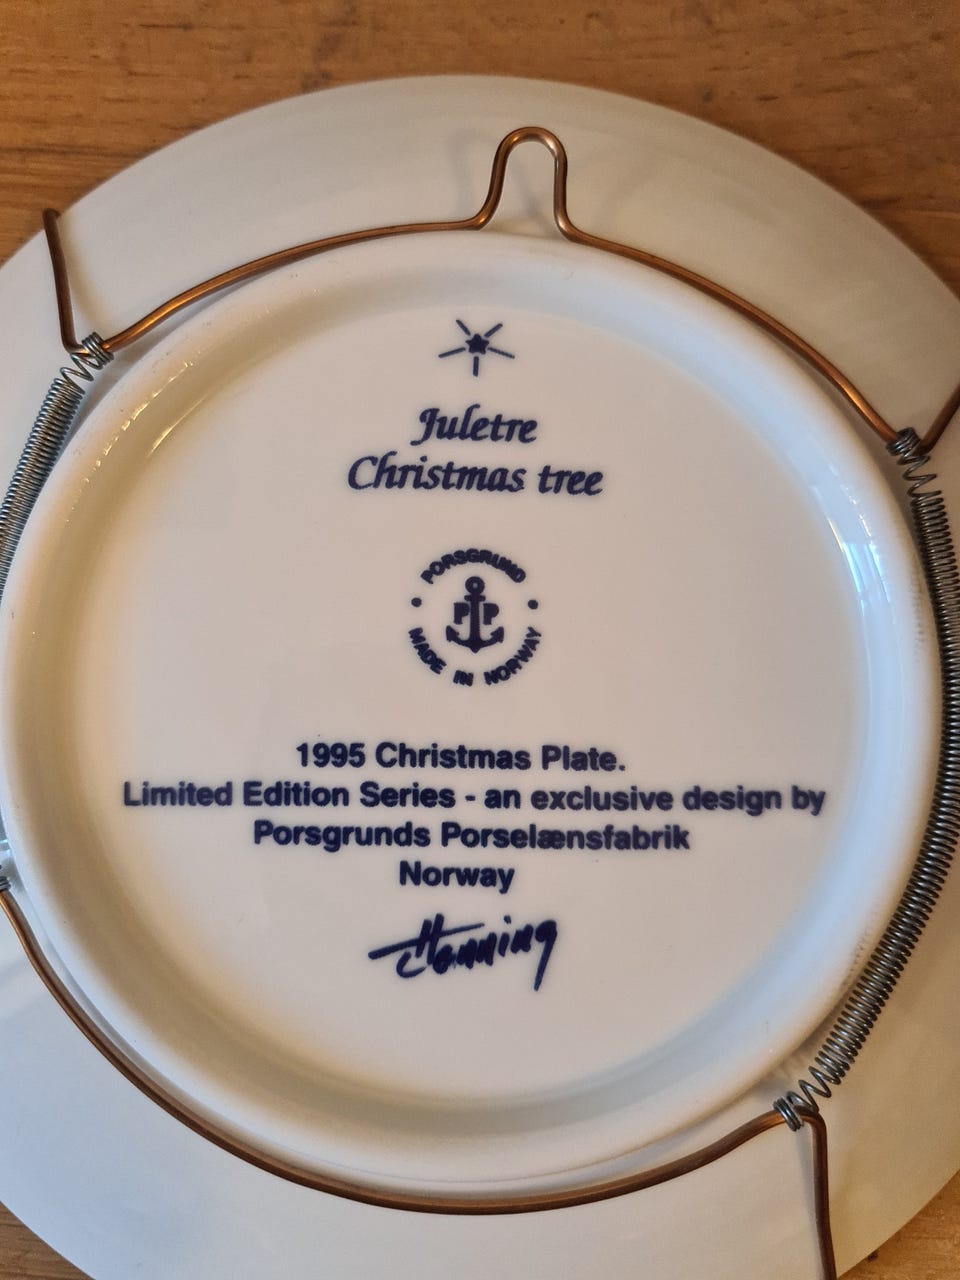 Juletre
Christmas tree
PORSGRUND
PP
MADE IN NORWAY
1995 Christmas Plate.
Limited Edition Series - an exclusive design by
Porsgrunds Porselænsfabrik
Norway
Henning